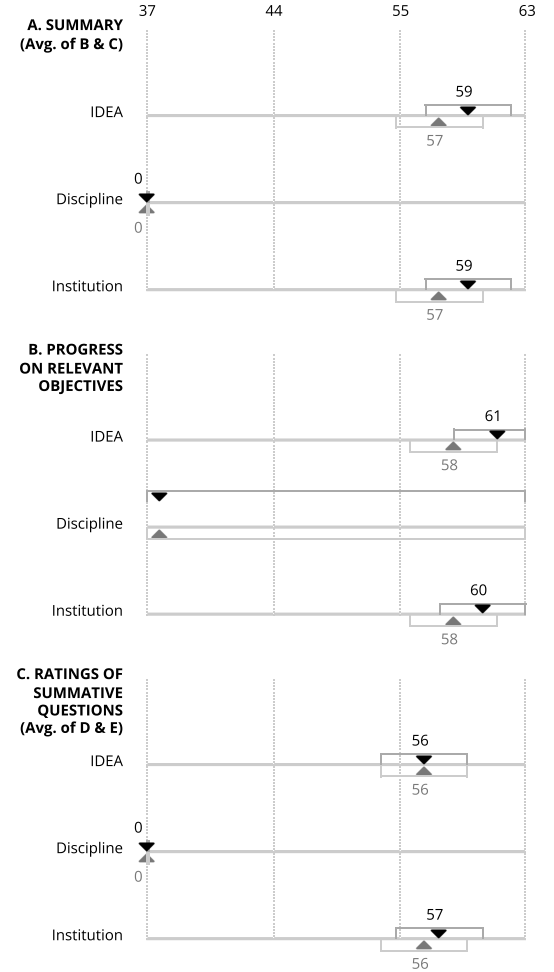 37 44 55 63
A. SUMMARY
(Avg. of B & C)
59
IDEA
57
0
Discipline
0
59
Institution
57
B. PROGRESS
ON RELEVANT
OBJECTIVES
61
IDEA
58
Discipline
60
Institution
58
C. RATINGS OF
SUMMATIVE
QUESTIONS
(Avg. of D & E)
56
IDEA
56
0
Discipline
0
57
Institution
56